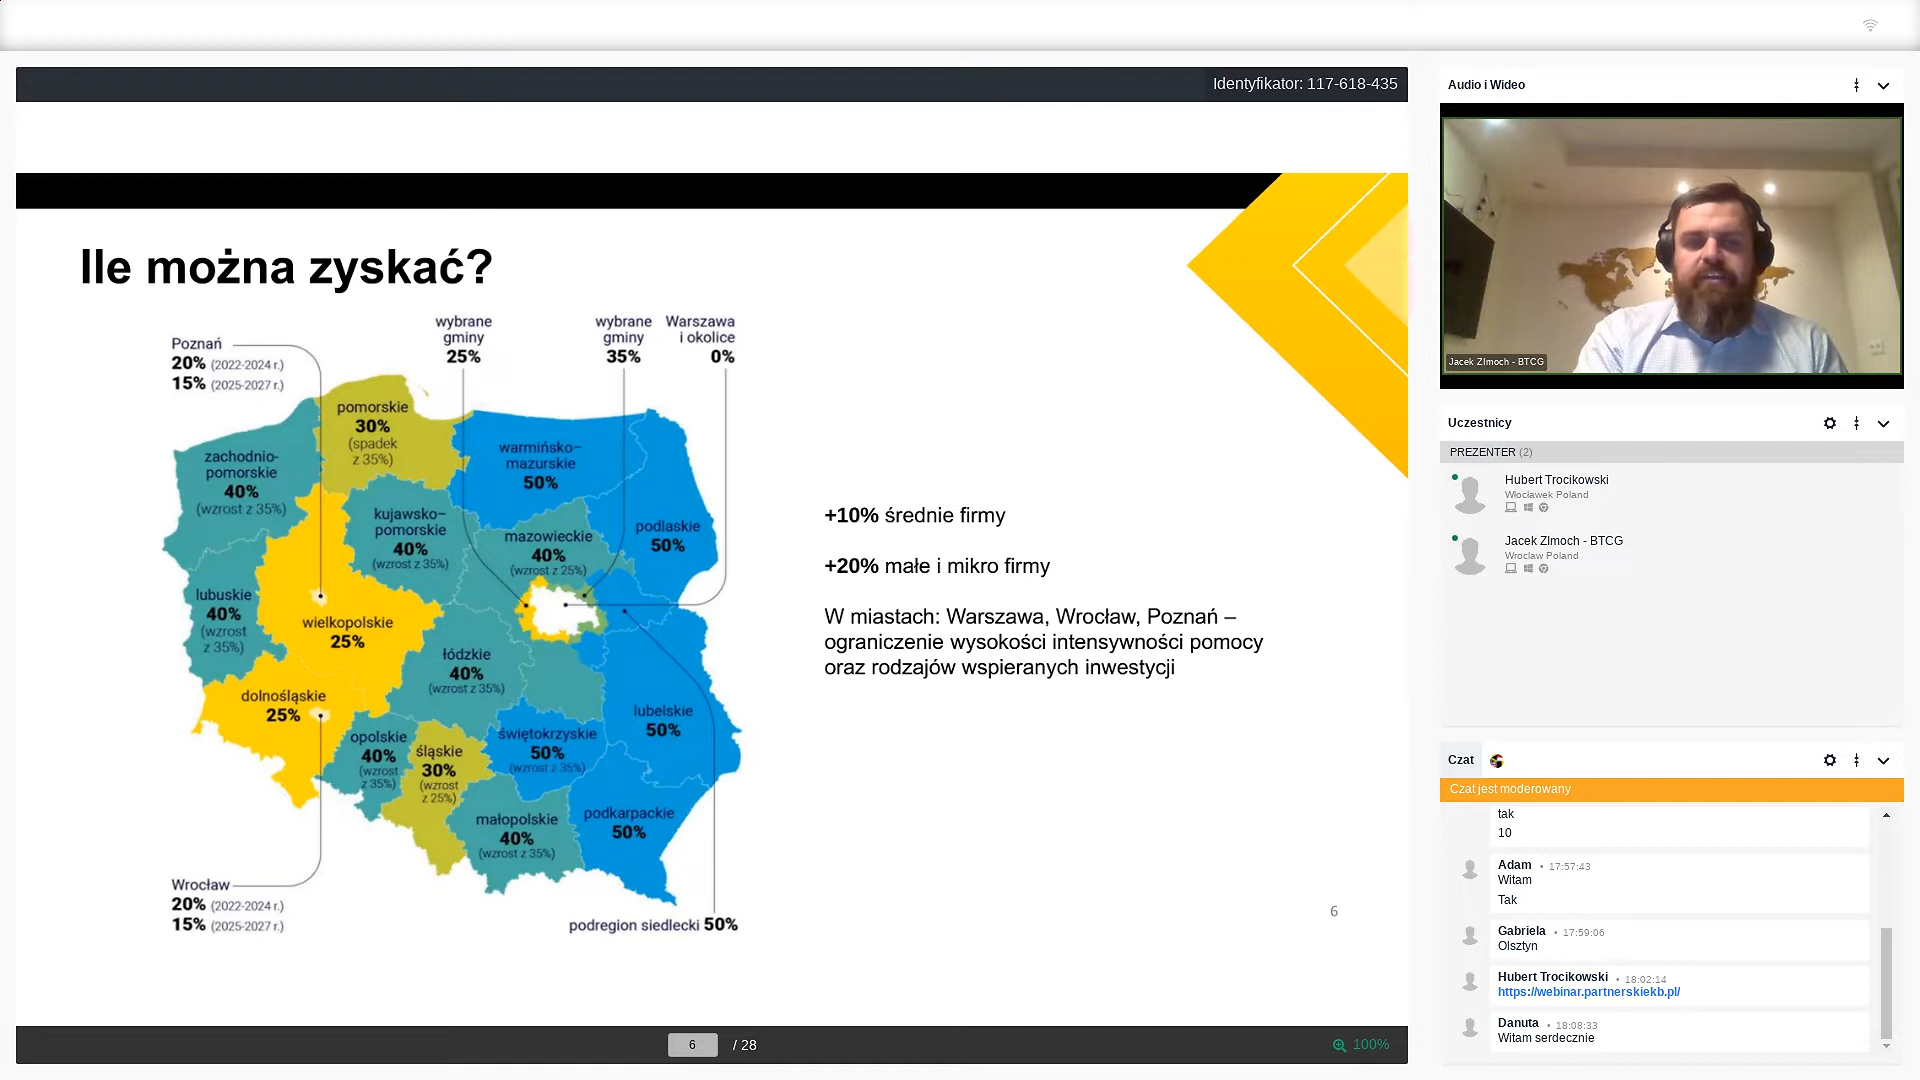 Identyfikator: 117-618-435
Ile można zyskać?
Poznań
20% (2022-2024 r.)
15% (2025-2027 r.)
wybrane
gminy
25%
wybrane
gminy
35%
Warszawa
i okolice
0%
pomorskie
30%
(spadek
z 35%)
zachodnio-
pomorskie
40%
(wzrost z 35%)
warmińsko–
mazurskie
50%
kujawsko–
pomorskie
40%
(wzrost z 35%)
mazowieckie
40%
(wzrost z 25%)
podlaskie
50%
lubuskie
40%
(wzrost
z 35%)
wielkopolskie
25%
łódzkie
40%
(wzrost z 35%)
dolnośląskie
25%
lubelskie
50%
opolskie
40%
(wzrost
z 35%)
śląskie
30%
(wzrost
z 25%)
świętokrzyskie
50%
(wzrost z 35%)
małopolskie
40%
(wzrost z 35%)
podkarpackie
50%
Wrocław
20% (2022-2024 r.)
15% (2025-2027 r.)
podregion siedlecki 50%
+10% średnie firmy
+20% małe i mikro firmy
W miastach: Warszawa, Wrocław, Poznań –
ograniczenie wysokości intensywności pomocy
oraz rodzajów wspieranych inwestycji
6
6 / 28
100%
Audio i Wideo
Jacek ZImoch - BTCG
Uczestnicy
PREZENTER (2)
Hubert Trocikowski
Włocławek Poland
Jacek ZImoch - BTCG
Wroclaw Poland
Czat
Czat jest moderowany
tak
10
Adam • 17:57:43
Witam
Tak
Gabriela • 17:59:06
Olsztyn
Hubert Trocikowski • 18:02:14
https://webinar.partnerskiekb.pl/
Danuta • 18:08:33
Witam serdecznie